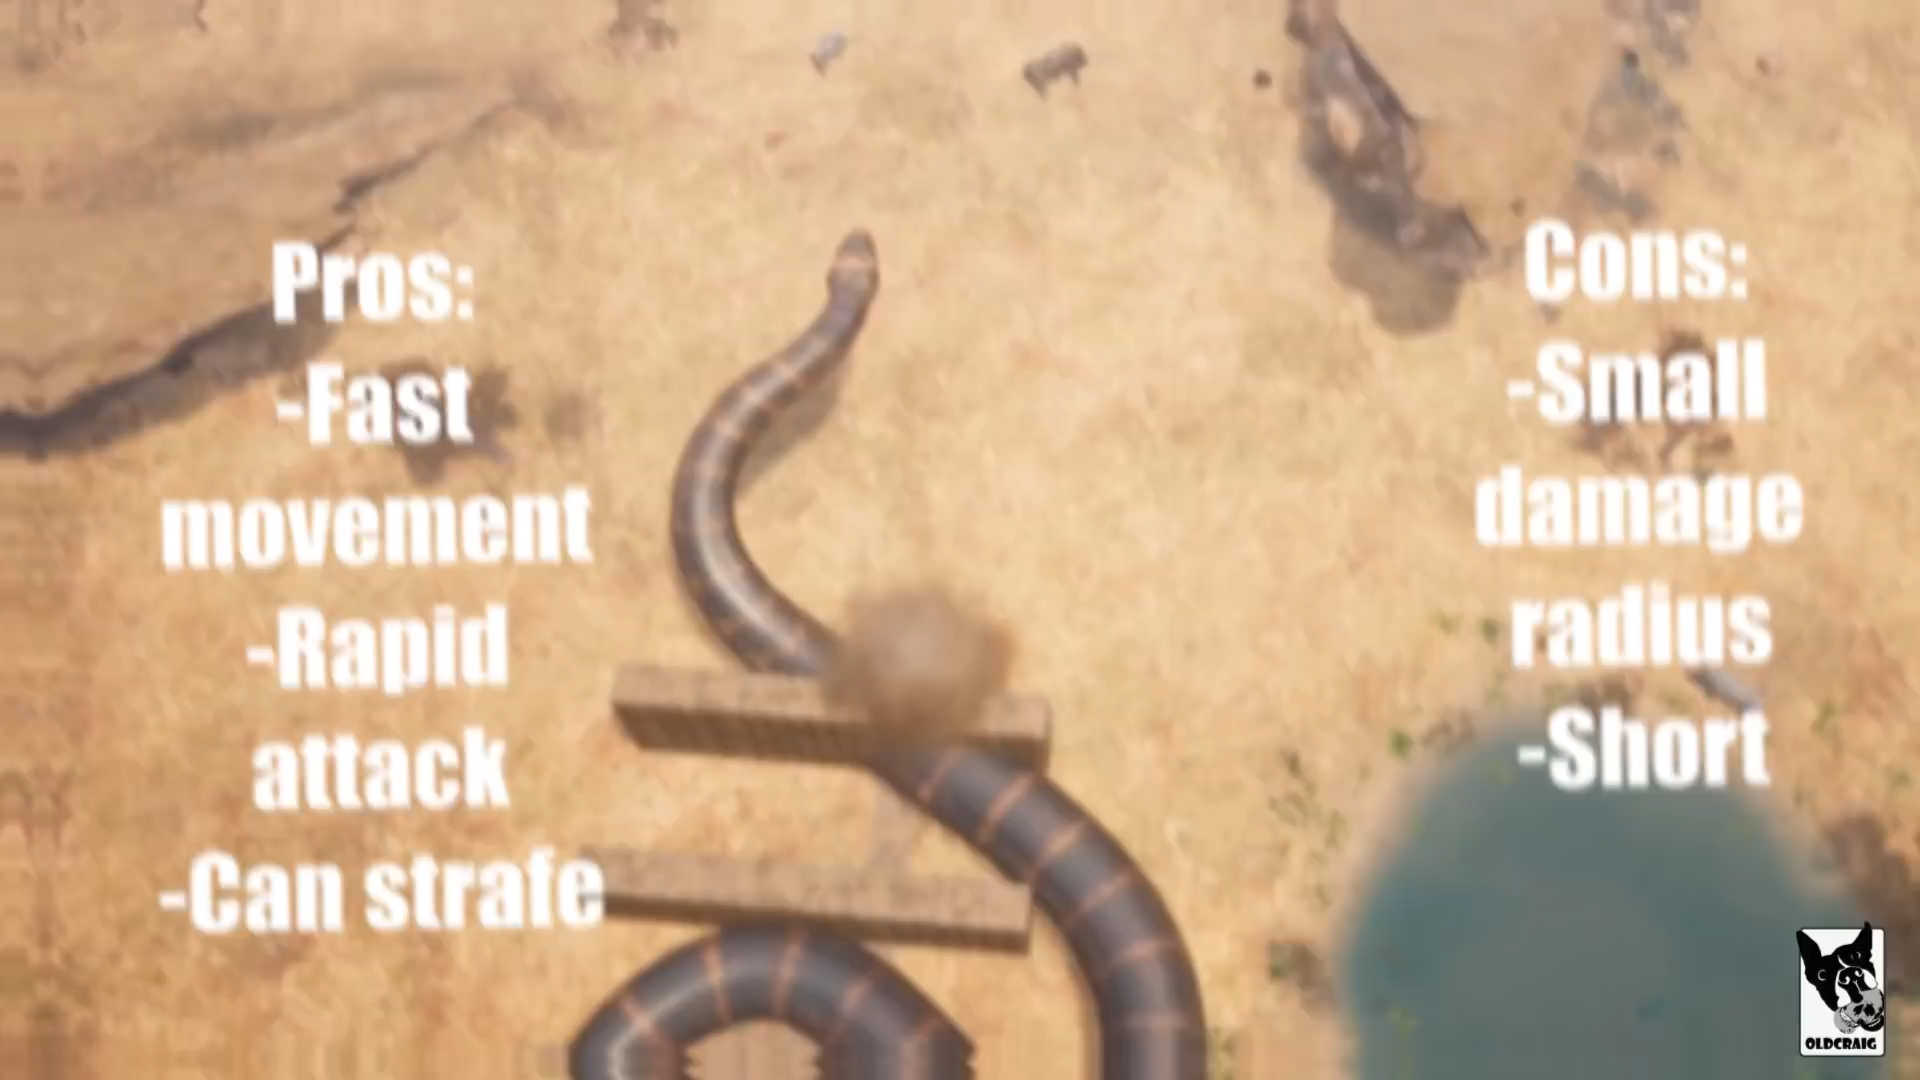 Pros:
-Fast
movement
-Rapid
attack
-Can strafe
Cons:
-Small
damage
radius
-Short
OLDCRAIG